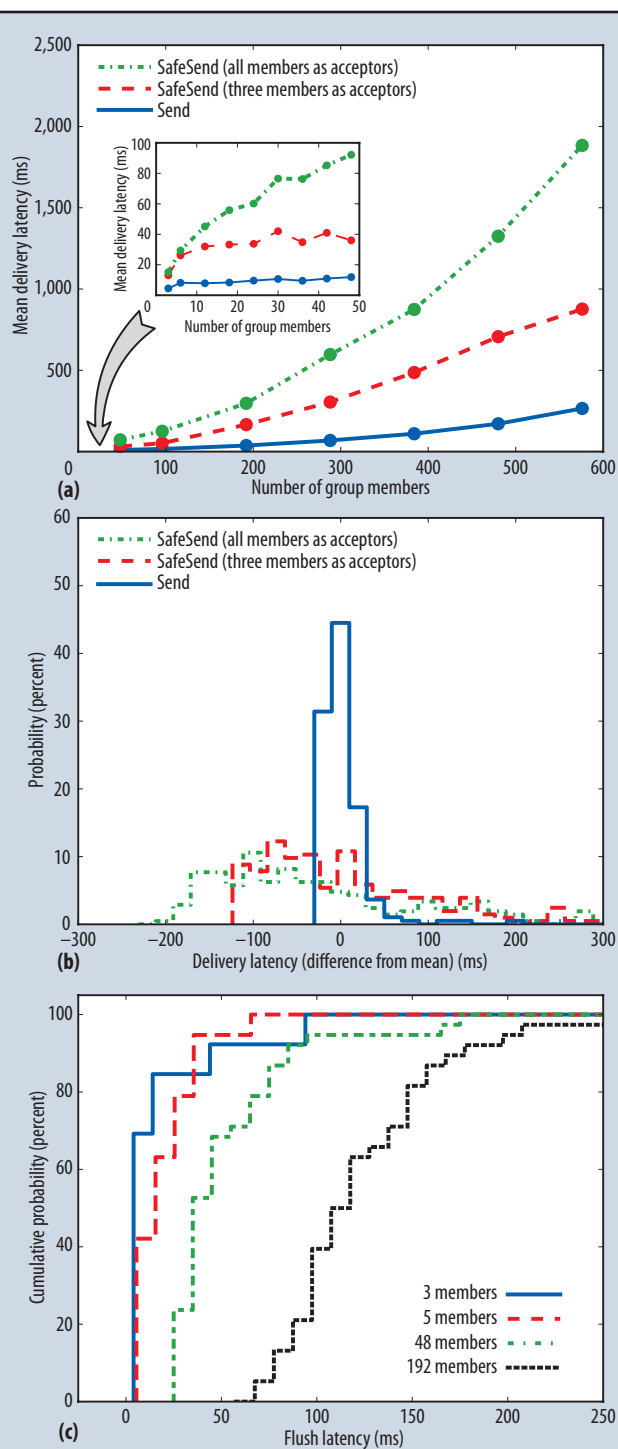 2,500
2,000
1,500
1,000
500
0
100
200
300
400
500
600
Mean delivery latency (ms)
Number of group members
SafeSend (all members as acceptors)
SafeSend (three members as acceptors)
Send
100
80
60
40
20
0
10
20
30
40
50
Mean delivery latency (ms)
Number of group members
(a)
60
50
40
30
20
10
0
−300
−200
−100
0
100
200
300
Probability (percent)
SafeSend (all members as acceptors)
SafeSend (three members as acceptors)
Send
(b)
Delivery latency (difference from mean) (ms)
100
80
60
40
20
0
Cumulative probability (percent)
3 members
5 members
48 members
192 members
0
50
100
150
200
250
(c)
Flush latency (ms)